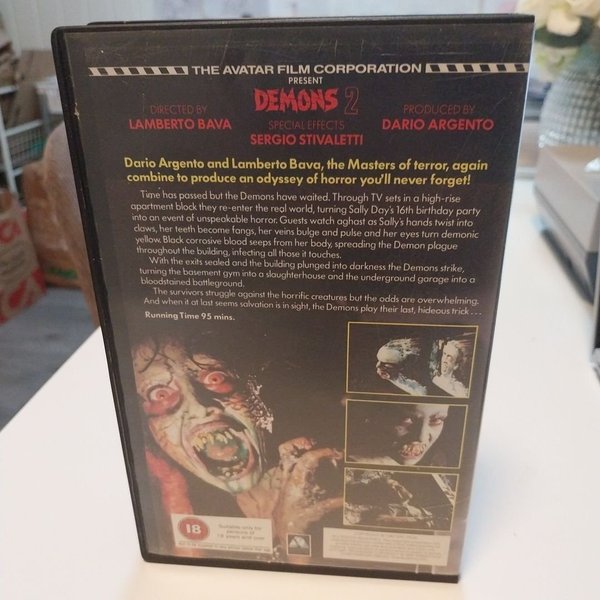 THE AVATAR FILM CORPORATION
PRESENT
DEMONS 2
DIRECTED BY
LAMBERTO BAVA
SPECIAL EFFECTS
SERGIO STIVALETTI
PRODUCED BY
DARIO ARGENTO
Dario Argento and Lamberto Bava, the Masters of terror, again
combine to produce an odyssey of horror you'll never forget!
Time has passed but the Demons have waited. Through TV sets in a high-rise
apartment block they re-enter the real world, turning Sally Day's 16th birthday party
into an event of unspeakable horror. Guests watch aghast as Sally's hands twist into
claws, her teeth become fangs, her veins bulge and pulse and her eyes turn demonic
yellow. Black corrosive blood seeps from her body, spreading the Demon plague
throughout the building, infecting all those it touches.
With the exits sealed and the building plunged into darkness the Demons strike,
turning the basement gym into a slaughterhouse and the underground garage into a
bloodstained battleground.
The survivors struggle against the horrific creatures but the odds are overwhelming.
And when it at last seems salvation is in sight, the Demons play their last, hideous trick ...
Running Time 95 mins.
18
Suitable only for
persons of
18 years and over